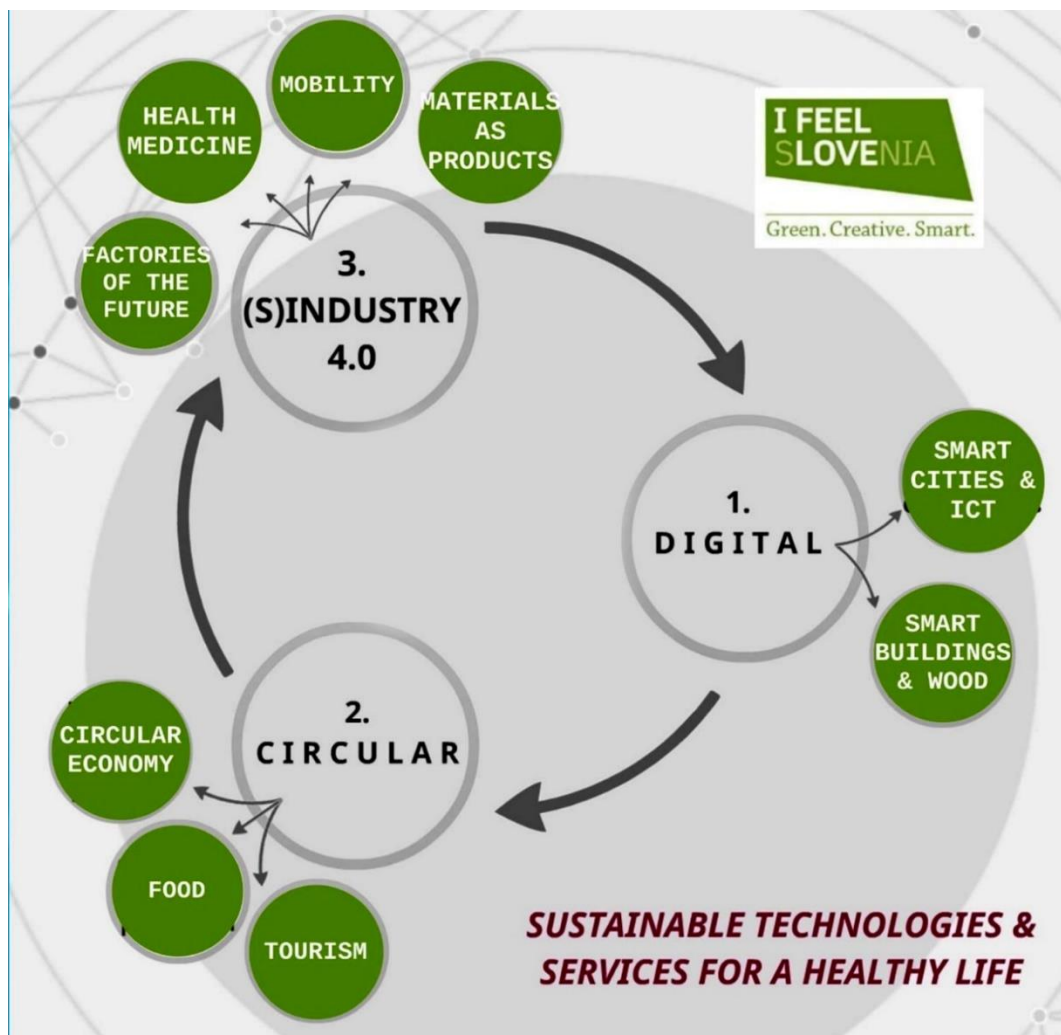 MOBILITY
HEALTH
MEDICINE
MATERIALS
AS
PRODUCTS
FACTORIES
OF THE
FUTURE
3.
(S)INDUSTRY
4.0
I FEEL
SLOVENIA
Green. Creative. Smart.
1.
DIGITAL
SMART
CITIES &
ICT
SMART
BUILDINGS
& WOOD
2.
CIRCULAR
CIRCULAR
ECONOMY
FOOD
TOURISM
SUSTAINABLE TECHNOLOGIES &
SERVICES FOR A HEALTHY LIFE